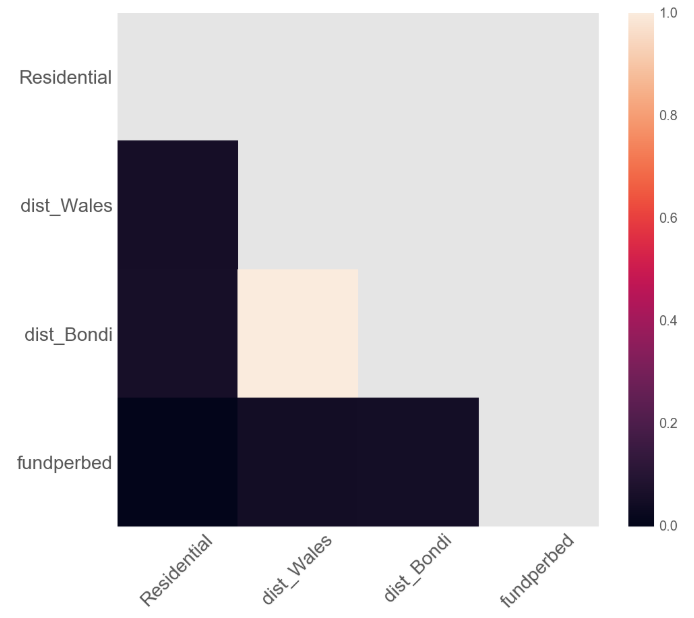 Residential
dist_Wales
dist_Bondi
fundperbed
Residential
dist_Wales
dist_Bondi
fundperbed
1.0
0.8
0.6
0.4
0.2
0.0